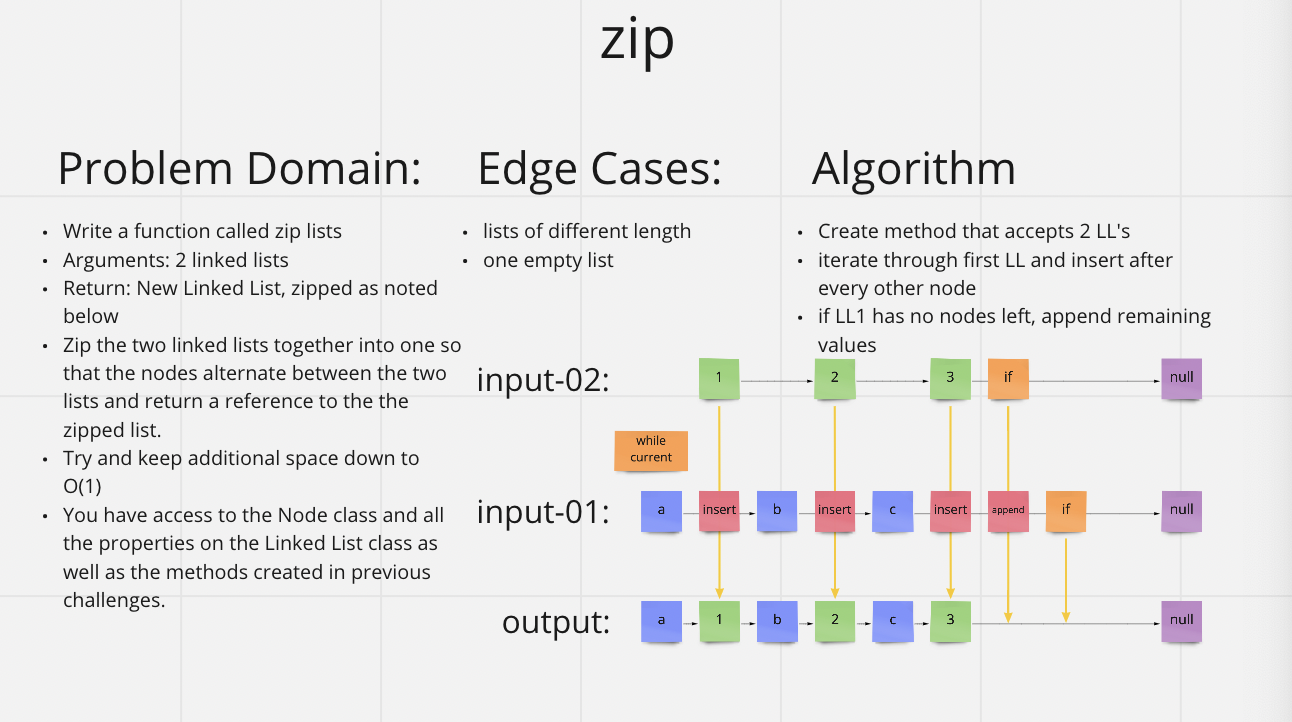 zip
Problem Domain:
• Write a function called zip lists
• Arguments: 2 linked lists
• Return: New Linked List, zipped as noted
below
• Zip the two linked lists together into one so
that the nodes alternate between the two
lists and return a reference to the the
zipped list.
• Try and keep additional space down to
O(1)
• You have access to the Node class and all
the properties on the Linked List class as
well as the methods created in previous
challenges.
Edge Cases:
• lists of different length
• one empty list
Algorithm
• Create method that accepts 2 LL's
• iterate through first LL and insert after
every other node
• if LL1 has no nodes left, append remaining
values
input-02: 1 2 3 if null
while
current
input-01: a insert b insert c insert append if null
output: a 1 b 2 c 3 null